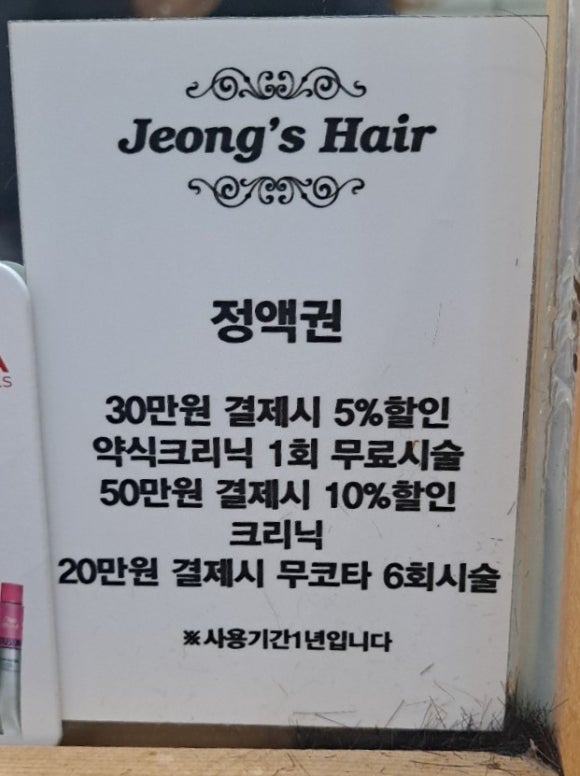 Jeong's Hair
정액권
30만원 결제시 5%할인
약식크리닉 1회 무료시술
50만원 결제시 10%할인
크리닉
20만원 결제시 무코타 6회시술
※사용기간1년입니다